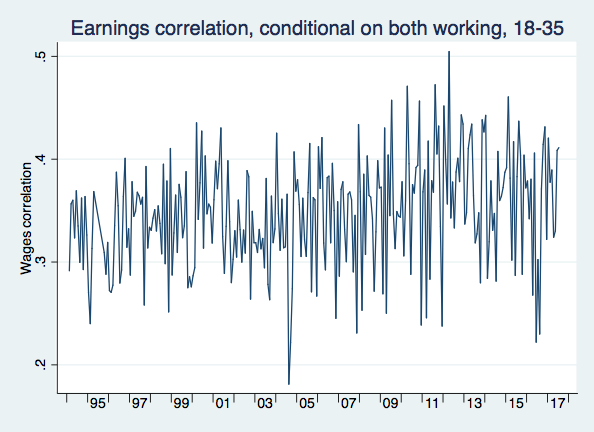 Earnings correlation, conditional on both working, 18-35
.5
.4
.3
.2
Wages correlation
95 97 99 01 03 05 07 09 11 13 15 17